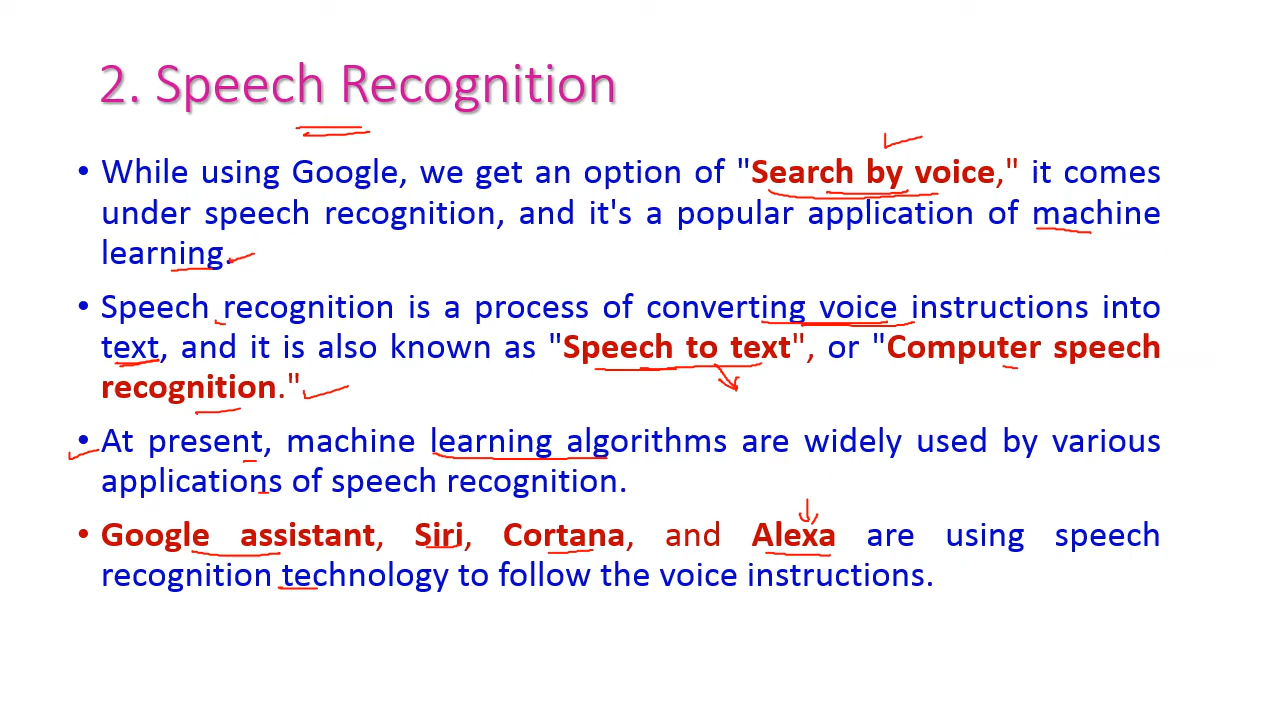 2. Speech Recognition
• While using Google, we get an option of "Search by voice," it comes
under speech recognition, and it's a popular application of machine
learning.
• Speech recognition is a process of converting voice instructions into
text, and it is also known as "Speech to text", or "Computer speech
recognition."
• At present, machine learning algorithms are widely used by various
applications of speech recognition.
• Google assistant, Siri, Cortana, and Alexa are using speech
recognition technology to follow the voice instructions.